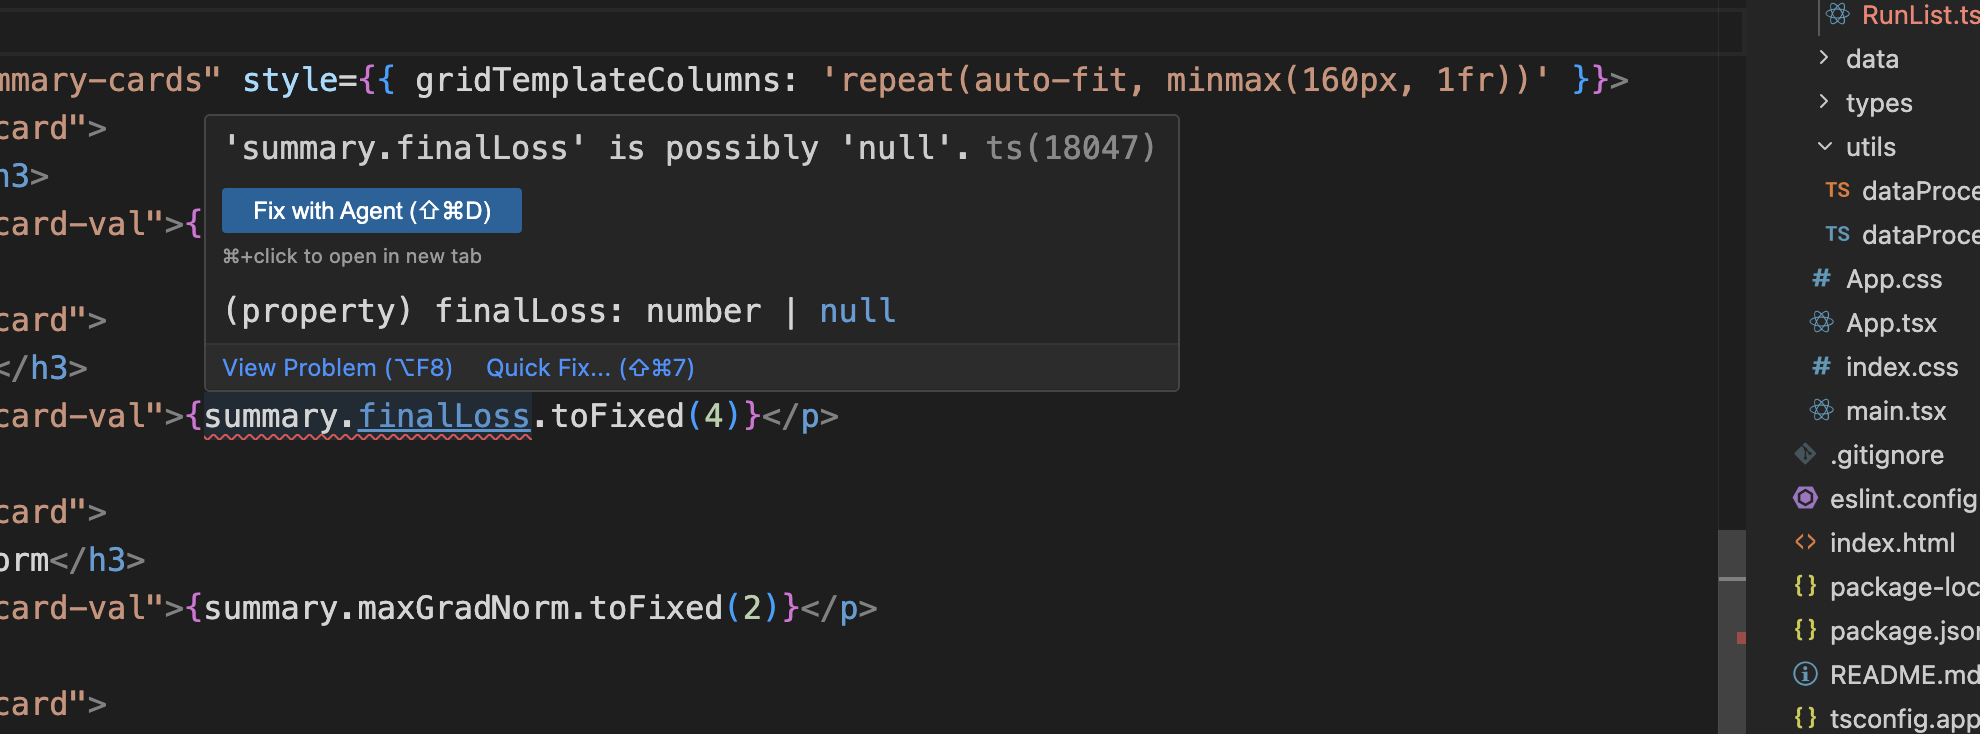 RunList.ts
data
mmary-cards" style={{ gridTemplateColumns: 'repeat(auto-fit, minmax(160px, 1fr))' }}>
types
card">
'summary.finalLoss' is possibly 'null'. ts(18047)
utils
h3>
TS dataProce
Fix with Agent (⇧⌘D)
card-val">{
TS dataProce
⌘+click to open in new tab
# App.css
(property) finalLoss: number | null
card">
App.tsx
View Problem (⌥F8) Quick Fix... (⇧⌘7)
</h3>
# index.css
card-val">{summary.finalLoss.toFixed(4)}</p>
main.tsx
.gitignore
card">
eslint.config
<> index.html
orm</h3>
{} package-loc
card-val">{summary.maxGradNorm.toFixed(2)}</p>
{} package.json
README.md
card">
{} tsconfig.app